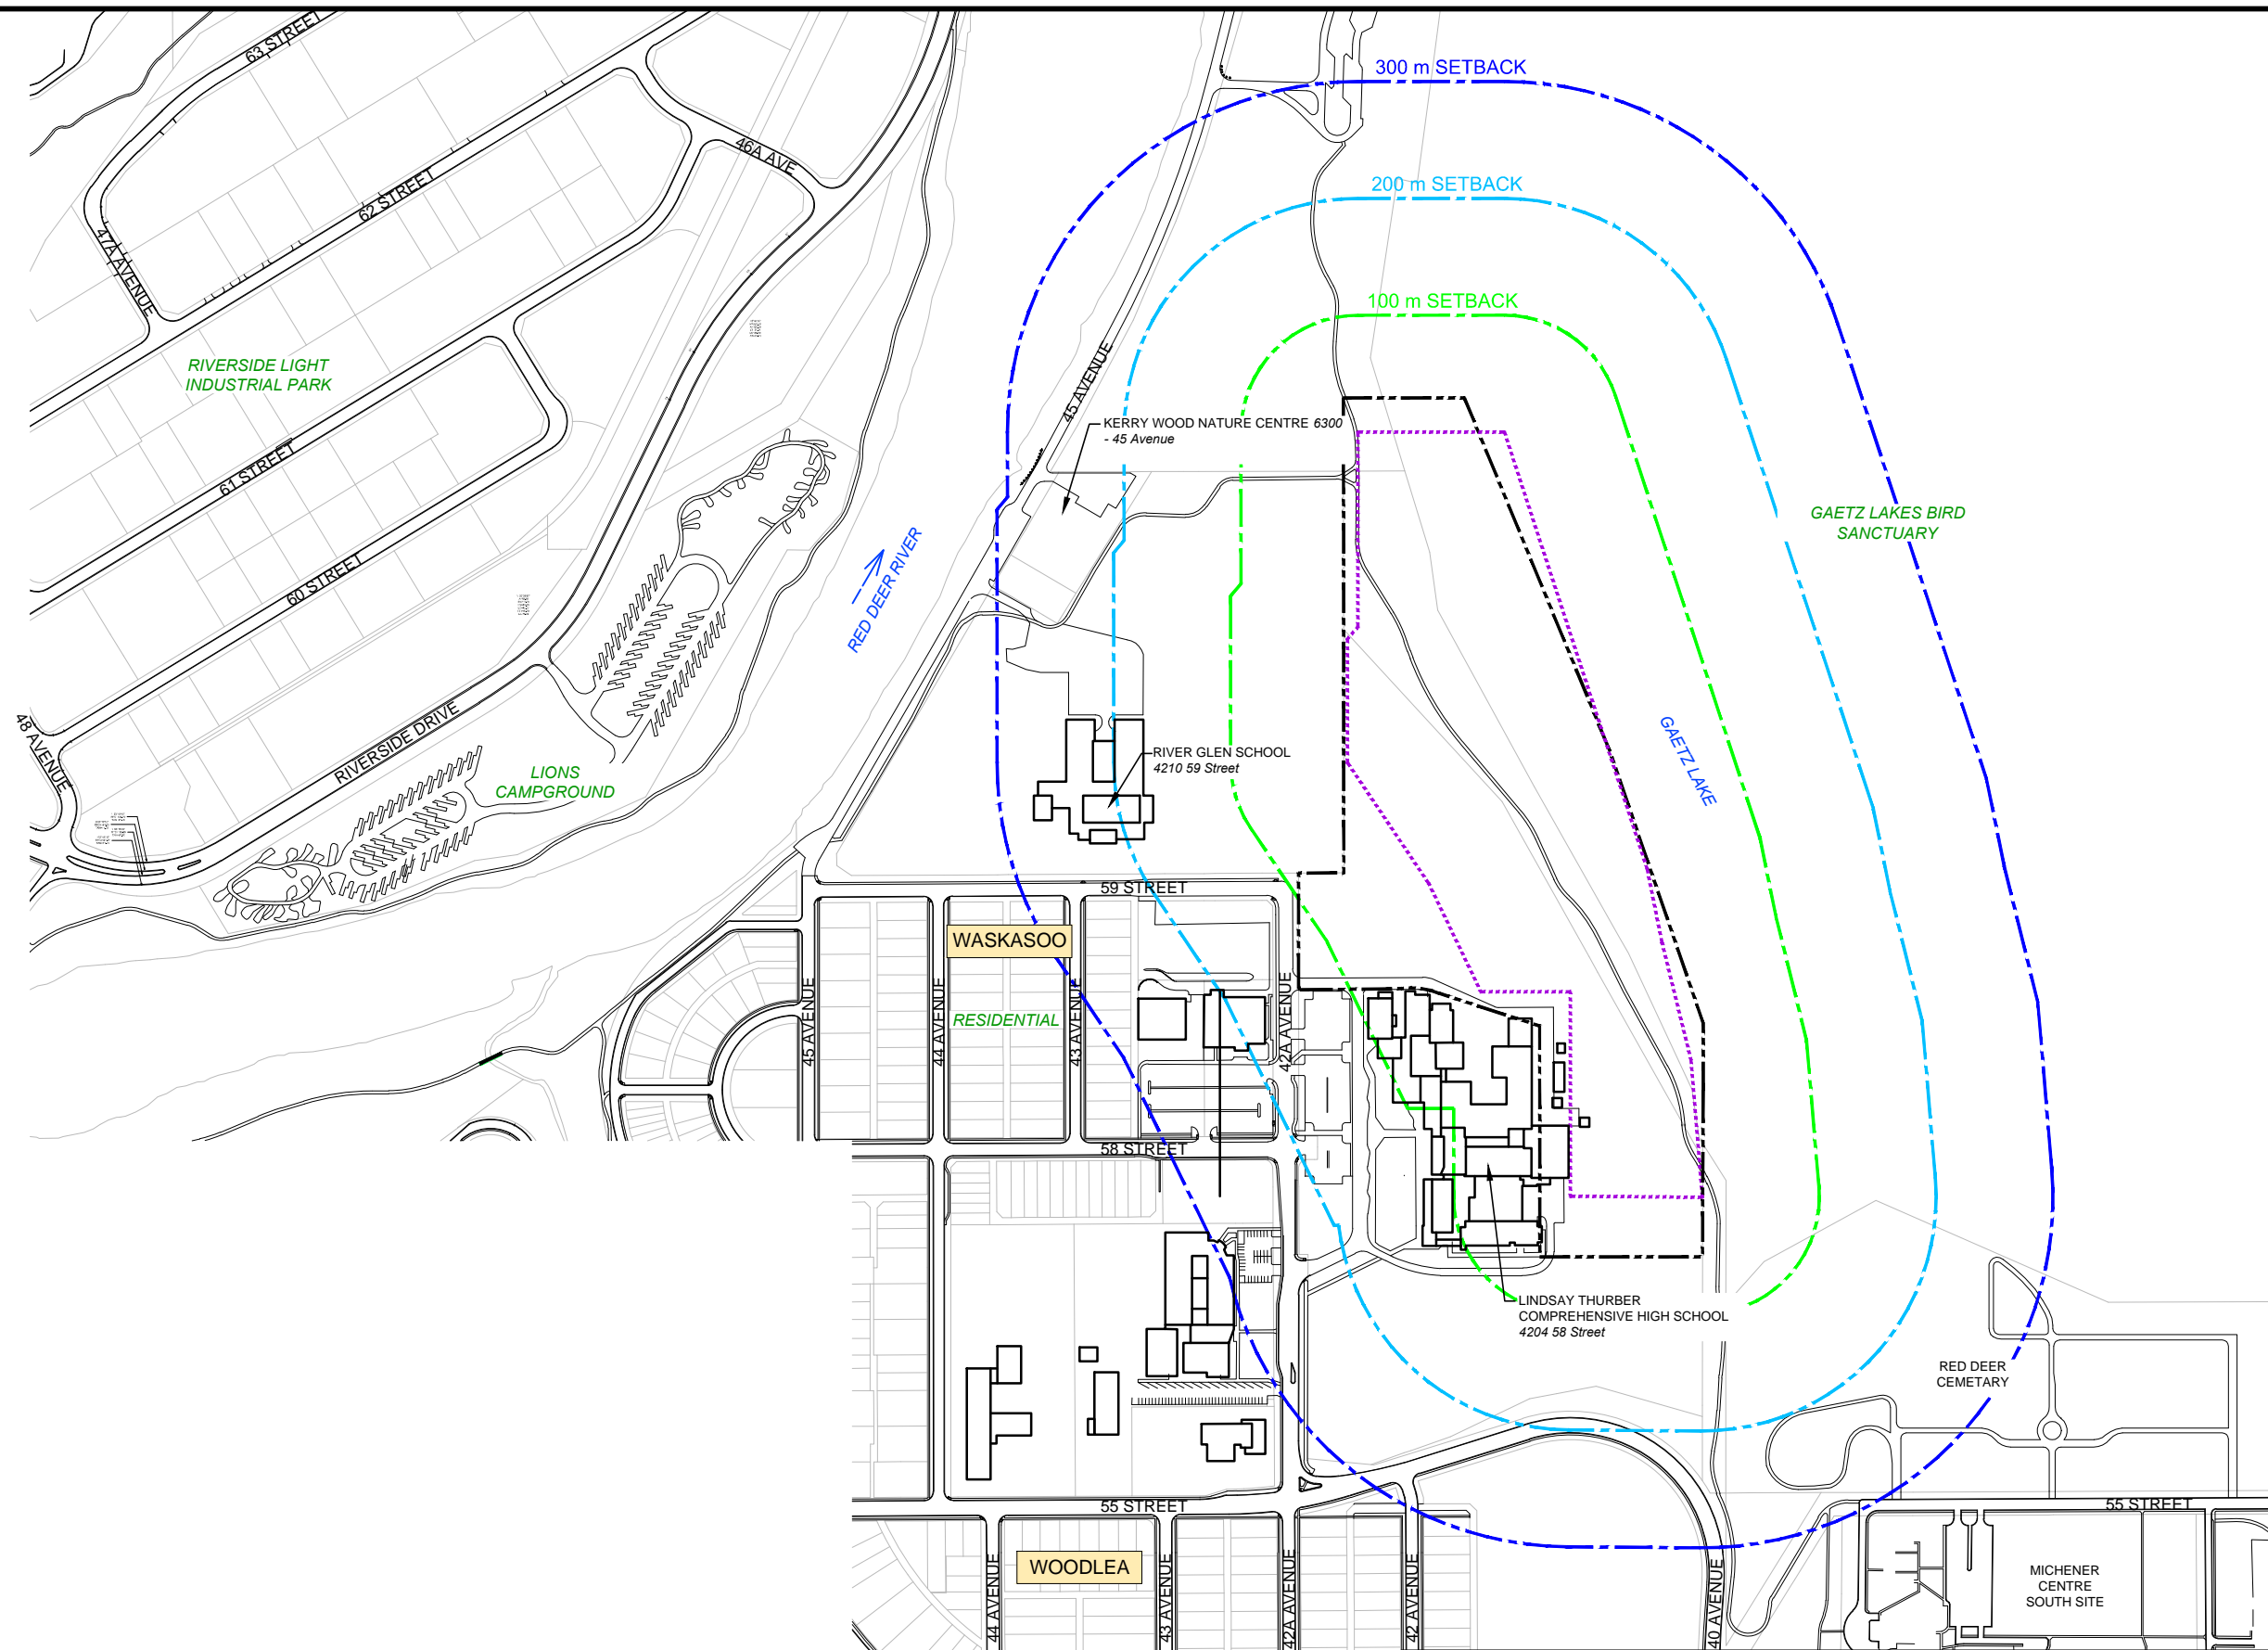 63 STREET
300 m SETBACK
46A AVE
62 STREET
200 m SETBACK
47A AVENUE
100 m SETBACK
RIVERSIDE LIGHT
INDUSTRIAL PARK
45 AVENUE
KERRY WOOD NATURE CENTRE 6300
- 45 Avenue
61 STREET
GAETZ LAKES BIRD
SANCTUARY
60 STREET
RED DEER RIVER
48 AVENUE
RIVERSIDE DRIVE
LIONS
CAMPGROUND
RIVER GLEN SCHOOL
4210 59 Street
GAETZ LAKE
59 STREET
WASKASOO
RESIDENTIAL
45 AVENUE
44 AVENUE
43 AVENUE
42A AVENUE
58 STREET
LINDSAY THURBER
COMPREHENSIVE HIGH SCHOOL
4204 58 Street
RED DEER
CEMETARY
55 STREET
55 STREET
WOODLEA
44 AVENUE
43 AVENUE
42A AVENUE
42 AVENUE
40 AVENUE
MICHENER
CENTRE
SOUTH SITE